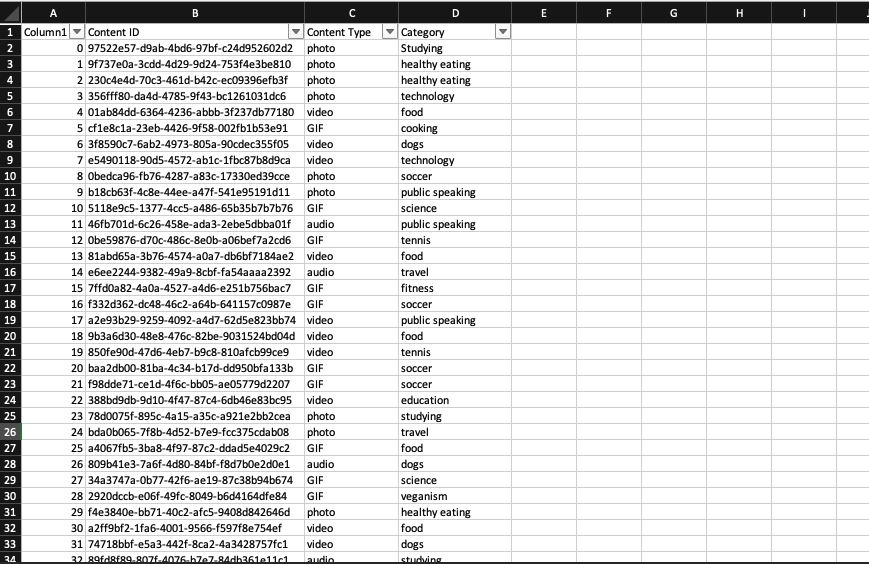 A B C D E F G H I
1 Column1 Content ID Content Type Category
2 0 97522e57-d9ab-4bd6-97bf-c24d952602d2 photo Studying
3 1 9f737e0a-3cdd-4d29-9d24-753f4e3be810 photo healthy eating
4 2 230c4e4d-70c3-461d-b42c-ec09396efb3f photo healthy eating
5 3 356fff80-da4d-4785-9f43-bc1261031dc6 photo technology
6 4 01ab84dd-6364-4236-abbb-3f237db77180 video food
7 5 cf1e8c1a-23eb-4426-9f58-002fb1b53e91 GIF cooking
8 6 3f8590c7-6ab2-4973-805a-90cdec355f05 video dogs
9 7 e5490118-90d5-4572-ab1c-1fbc87b8d9ca video technology
10 8 0bedca96-fb76-4287-a83c-17330ed39cce photo soccer
11 9 b18cb63f-4c8e-44ee-a47f-541e95191d11 photo public speaking
12 10 5118e9c5-1377-4cc5-a486-65b35b7b7b76 GIF science
13 11 46fb701d-6c26-458e-ada3-2ebe5dbba01f audio public speaking
14 12 0be59876-d70c-486c-8e0b-a06bef7a2cd6 GIF tennis
15 13 81abd65a-3b76-4574-a0a7-db6bf7184ae2 video food
16 14 e6ee2244-9382-49a9-8cbf-fa54aaaa2392 audio travel
17 15 7ffd0a82-4a0a-4527-a4d6-e251b756bac7 GIF fitness
18 16 f332d362-dc48-46c2-a64b-641157c0987e GIF soccer
19 17 a2e93b29-9259-4092-a4d7-62d5e823bb74 video public speaking
20 18 9b3a6d30-48e8-476c-82be-9031524bd04d video food
21 19 850fe90d-47d6-4eb7-b9c8-810afcb99ce9 video tennis
22 20 baa2db00-81ba-4c34-b17d-dd950bfa133b GIF soccer
23 21 f98dde71-ce1d-4f6c-bb05-ae05779d2207 GIF soccer
24 22 388bd9db-9d10-4f47-87c4-6db46e83bc95 video education
25 23 78d0075f-895c-4a15-a35c-a921e2bb2cea photo studying
26 24 bda0b065-7f8b-4d52-b7e9-fcc375cdab08 photo travel
27 25 a4067fb5-3ba8-4f97-87c2-ddad5e4029c2 GIF food
28 26 809b41e3-7a6f-4d80-84bf-f8d7b0e2d0e1 audio dogs
29 27 34a3747a-0b77-42f6-ae19-87c38b94b674 GIF science
30 28 2920dccb-e06f-49fc-8049-b6d4164dfe84 GIF veganism
31 29 f4e3840e-bb71-40c2-afc5-9408d842646d photo healthy eating
32 30 a2ff9bf2-1fa6-4001-9566-f597f8e754ef video food
33 31 74718bbf-e5a3-442f-8ca2-4a3428757fc1 video dogs
34 32 89fd8f89-807f-4076-b7e7-84db361e11c1 audio studying